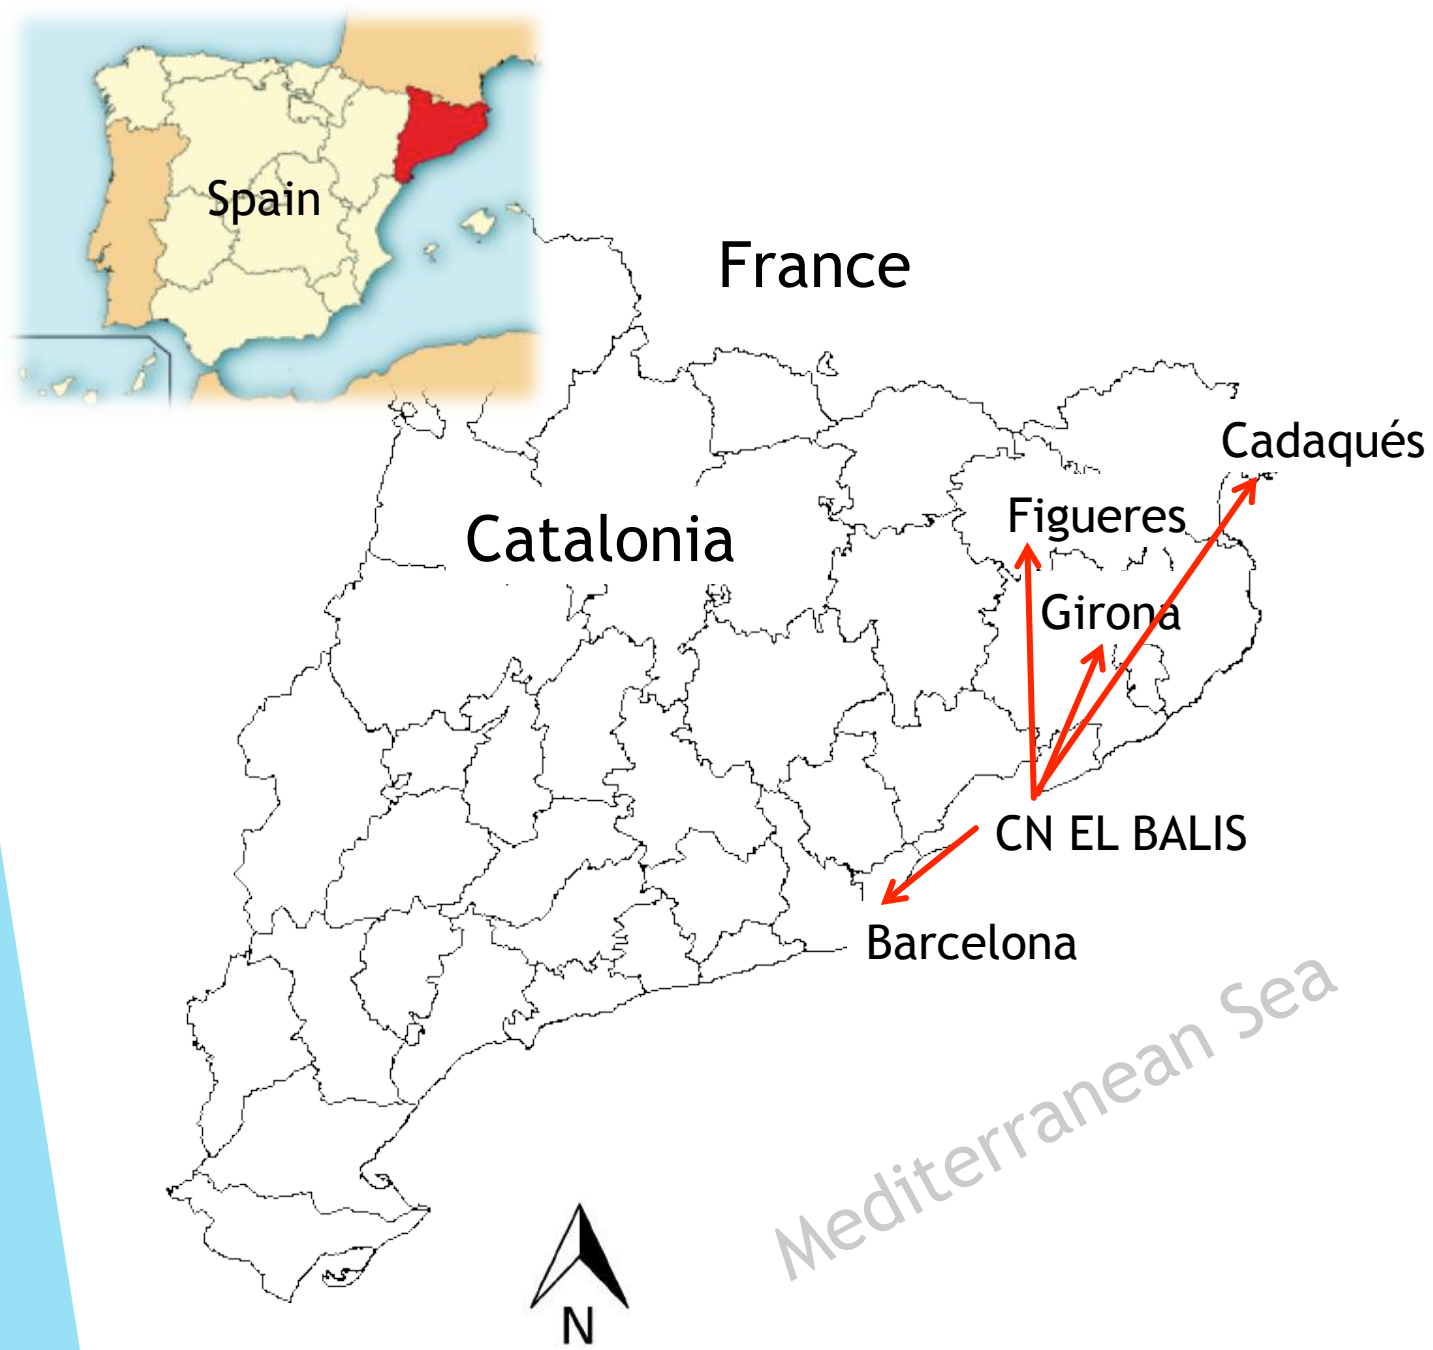 Spain
France
Cadaqués
Figueres
Catalonia
Girona
CN EL BALIS
Barcelona
Mediterranean Sea
N